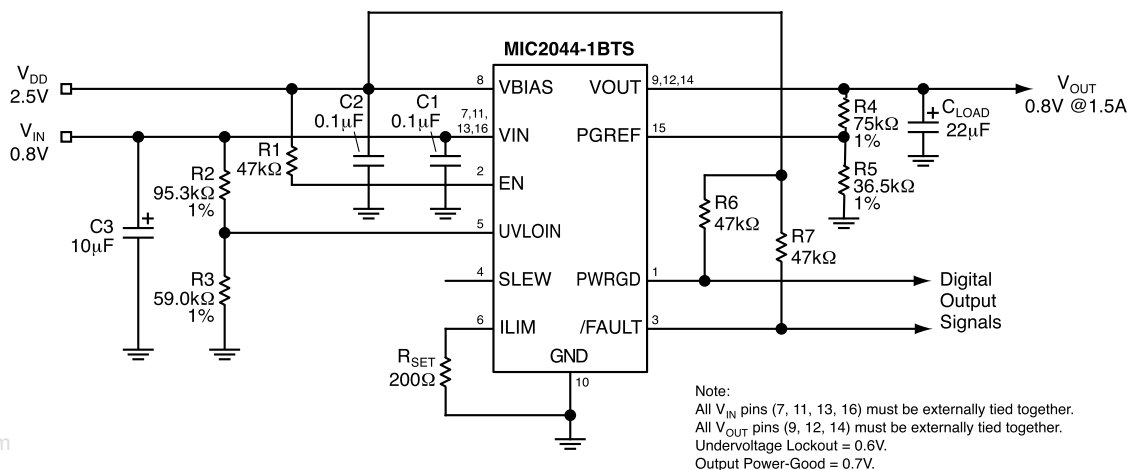 MIC2044-1BTS
VDD
2.5V
VIN
0.8V
8
VBIAS
VOUT
9,12,14
VOUT
0.8V @1.5A
C2
0.1µF
C1
0.1µF
7,11,
13,16
VIN
PGREF
15
R4
75kΩ
1%
CLOAD
22µF
+
R1
47kΩ
2
EN
R2
95.3kΩ
1%
R5
36.5kΩ
1%
C3
10µF
+
5
UVLOIN
R6
47kΩ
R7
47kΩ
R3
59.0kΩ
1%
4
SLEW
PWRGD
1
Digital
Output
Signals
6
ILIM
/FAULT
3
RSET
200Ω
GND
10
Note:
All VIN pins (7, 11, 13, 16) must be externally tied together.
All VOUT pins (9, 12, 14) must be externally tied together.
Undervoltage Lockout = 0.6V.
Output Power-Good = 0.7V.
m